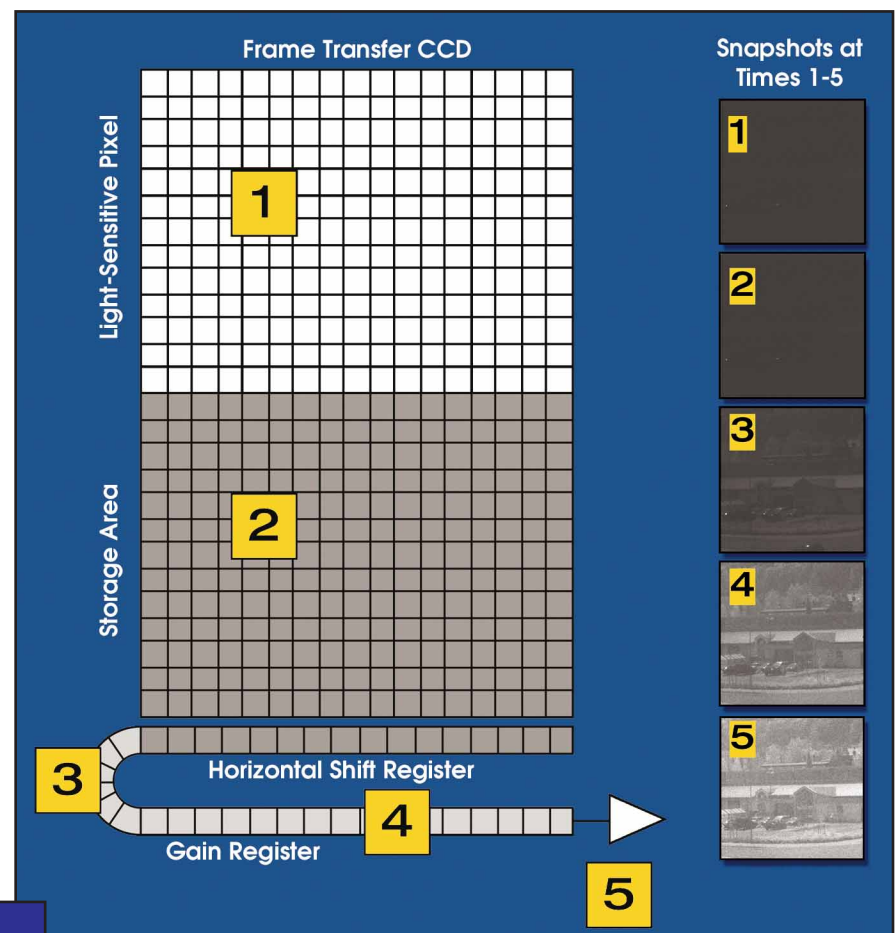 Frame Transfer CCD
Light-Sensitive Pixel
1
Storage Area
2
3
Horizontal Shift Register
4
Gain Register
5
Snapshots at
Times 1-5
1
2
3
4
5